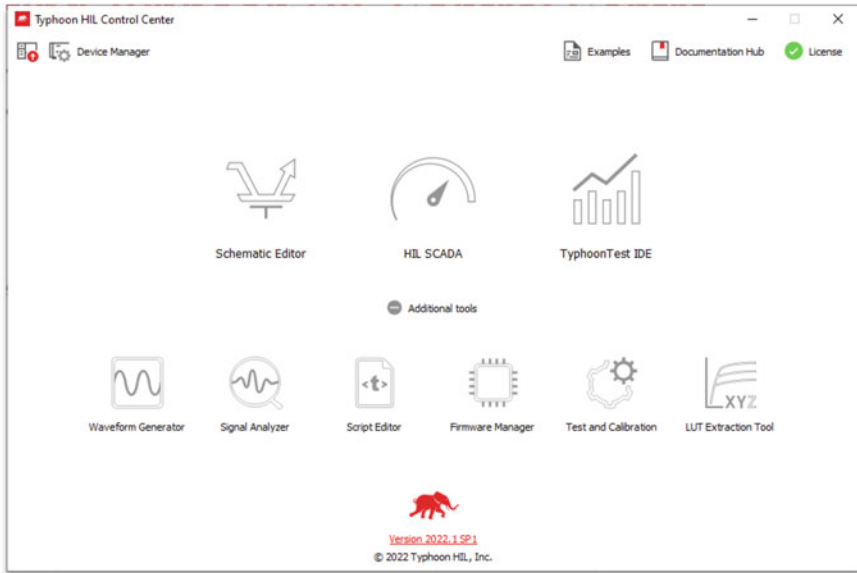 Typhoon HIL Control Center
Device Manager
Examples
Documentation Hub
License
Schematic Editor
HIL SCADA
TyphoonTest IDE
Additional tools
<t>
XYZ
Waveform Generator
Signal Analyzer
Script Editor
Firmware Manager
Test and Calibration
LUT Extraction Tool
Version 2022.1 SP1
© 2022 Typhoon HIL, Inc.